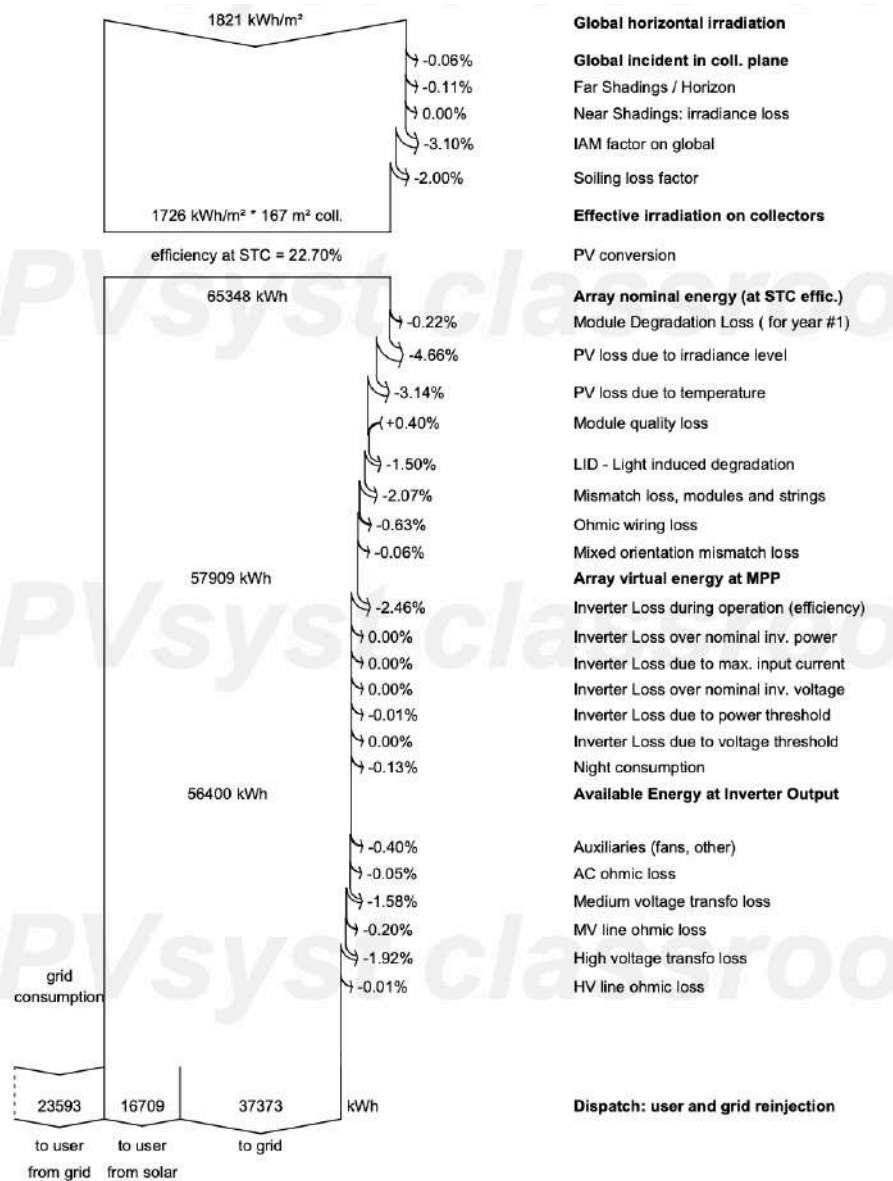 1821 kWh/m² Global horizontal irradiation
-0.06% Global incident in coll. plane
-0.11% Far Shadings / Horizon
0.00% Near Shadings: irradiance loss
-3.10% IAM factor on global
-2.00% Soiling loss factor
1726 kWh/m² * 167 m² coll. Effective irradiation on collectors
efficiency at STC = 22.70% PV conversion
PVsyst classroo
65348 kWh Array nominal energy (at STC effic.)
-0.22% Module Degradation Loss ( for year #1)
-4.66% PV loss due to irradiance level
-3.14% PV loss due to temperature
+0.40% Module quality loss
-1.50% LID - Light induced degradation
-2.07% Mismatch loss, modules and strings
-0.63% Ohmic wiring loss
-0.06% Mixed orientation mismatch loss
57909 kWh Array virtual energy at MPP
-2.46% Inverter Loss during operation (efficiency)
PVsyst classroo
0.00% Inverter Loss over nominal inv. power
0.00% Inverter Loss due to max. input current
0.00% Inverter Loss over nominal inv. voltage
-0.01% Inverter Loss due to power threshold
0.00% Inverter Loss due to voltage threshold
-0.13% Night consumption
56400 kWh Available Energy at Inverter Output
-0.40% Auxiliaries (fans, other)
-0.05% AC ohmic loss
-1.58% Medium voltage transfo loss
-0.20% MV line ohmic loss
PVsyst classroo
-1.92% High voltage transfo loss
grid
consumption
-0.01% HV line ohmic loss
23593 16709 37373 kWh Dispatch: user and grid reinjection
to user to user to grid
from grid from solar